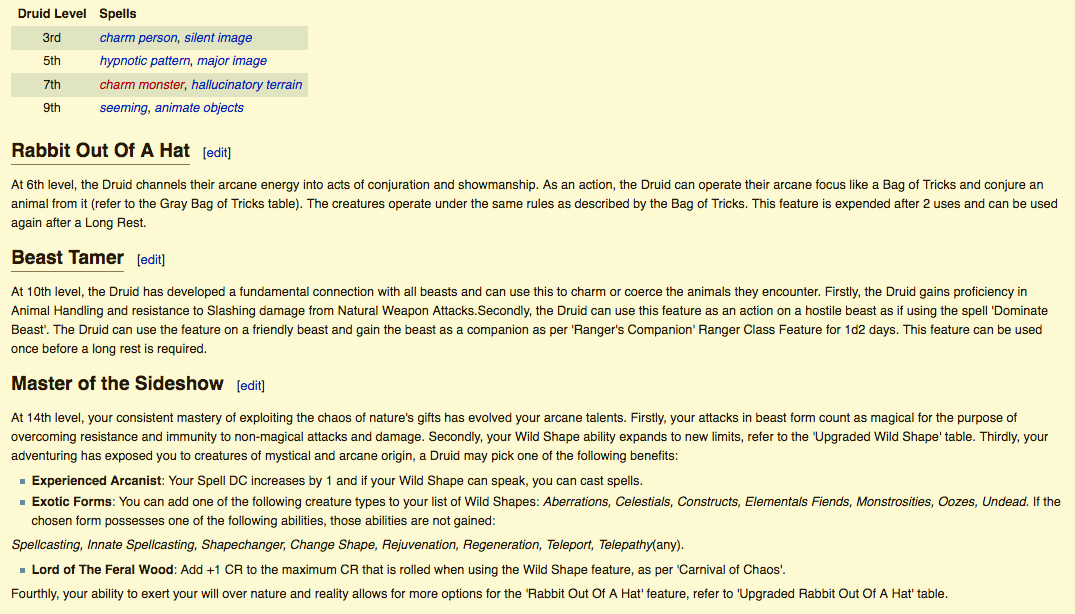 Druid Level Spells
3rd charm person, silent image
5th hypnotic pattern, major image
7th charm monster, hallucinatory terrain
9th seeming, animate objects
Rabbit Out Of A Hat [edit]
At 6th level, the Druid channels their arcane energy into acts of conjuration and showmanship. As an action, the Druid can operate their arcane focus like a Bag of Tricks and conjure an
animal from it (refer to the Gray Bag of Tricks table). The creatures operate under the same rules as described by the Bag of Tricks. This feature is expended after 2 uses and can be used
again after a Long Rest.
Beast Tamer [edit]
At 10th level, the Druid has developed a fundamental connection with all beasts and can use this to charm or coerce the animals they encounter. Firstly, the Druid gains proficiency in
Animal Handling and resistance to Slashing damage from Natural Weapon Attacks.Secondly, the Druid can use this feature as an action on a hostile beast as if using the spell 'Dominate
Beast'. The Druid can use the feature on a friendly beast and gain the beast as a companion as per 'Ranger's Companion' Ranger Class Feature for 1d2 days. This feature can be used
once before a long rest is required.
Master of the Sideshow [edit]
At 14th level, your consistent mastery of exploiting the chaos of nature's gifts has evolved your arcane talents. Firstly, your attacks in beast form count as magical for the purpose of
overcoming resistance and immunity to non-magical attacks and damage. Secondly, your Wild Shape ability expands to new limits, refer to the 'Upgraded Wild Shape' table. Thirdly, your
adventuring has exposed you to creatures of mystical and arcane origin, a Druid may pick one of the following benefits:
Experienced Arcanist: Your Spell DC increases by 1 and if your Wild Shape can speak, you can cast spells.
Exotic Forms: You can add one of the following creature types to your list of Wild Shapes: Aberrations, Celestials, Constructs, Elementals Fiends, Monstrosities, Oozes, Undead. If the
chosen form possesses one of the following abilities, those abilities are not gained:
Spellcasting, Innate Spellcasting, Shapechanger, Change Shape, Rejuvenation, Regeneration, Teleport, Telepathy(any).
Lord of The Feral Wood: Add +1 CR to the maximum CR that is rolled when using the Wild Shape feature, as per 'Carnival of Chaos'.
Fourthly, your ability to exert your will over nature and reality allows for more options for the 'Rabbit Out Of A Hat' feature, refer to 'Upgraded Rabbit Out Of A Hat' table.